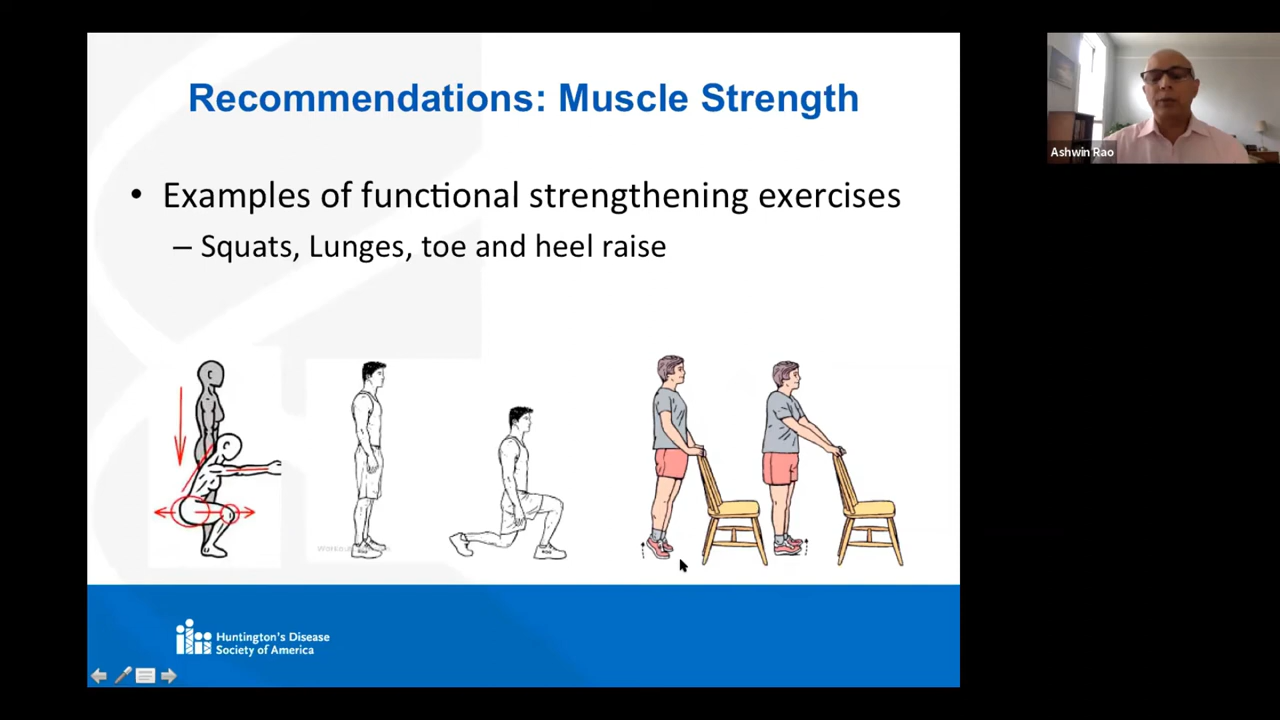 Recommendations: Muscle Strength
• Examples of functional strengthening exercises
– Squats, Lunges, toe and heel raise
Huntington's Disease
Society of America
Ashwin Rao